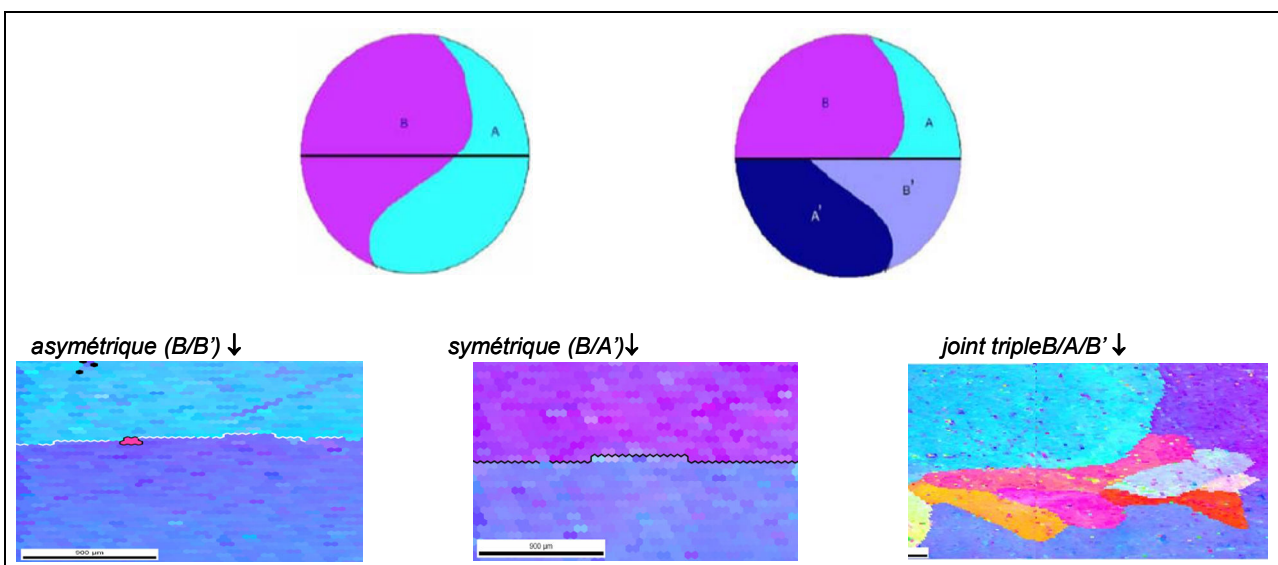 B
A
B
A
A'
B'
asymétrique (B/B') ↓
symétrique (B/A')↓
joint tripleB/A/B' ↓
900 µm
900 µm